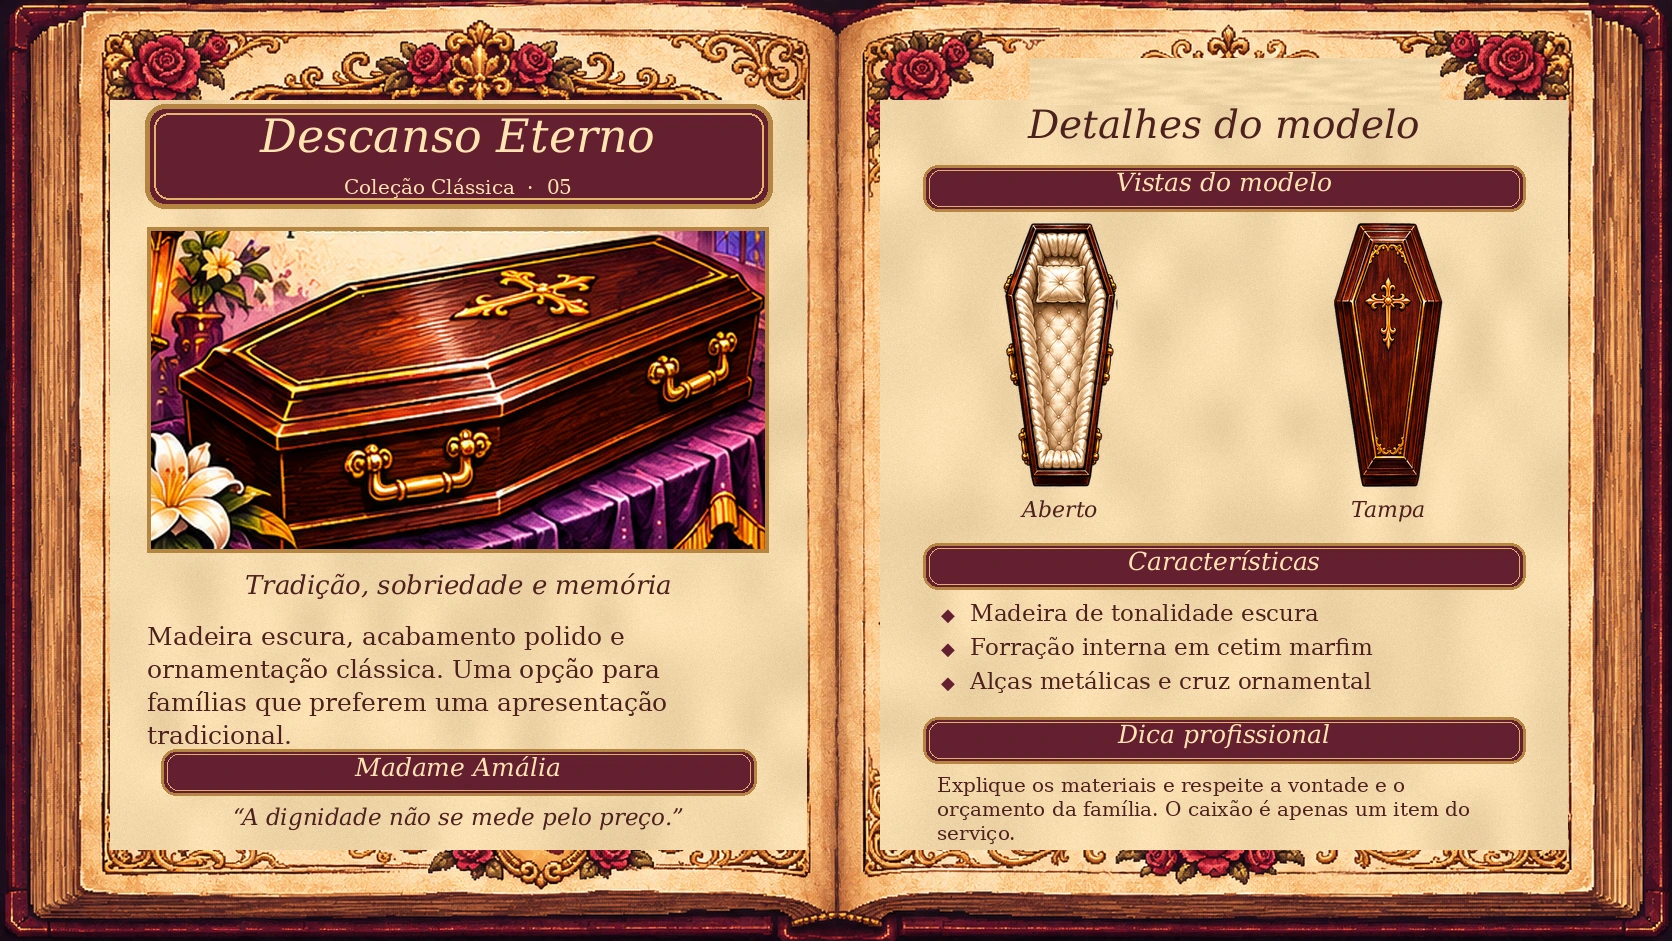 Descanso Eterno
Coleção Clássica · 05
Tradição, sobriedade e memória
Madeira escura, acabamento polido e
ornamentação clássica. Uma opção para
famílias que preferem uma apresentação
tradicional.
Madame Amália
“A dignidade não se mede pelo preço.”
Detalhes do modelo
Vistas do modelo
Aberto
Tampa
Características
◆ Madeira de tonalidade escura
◆ Forração interna em cetim marfim
◆ Alças metálicas e cruz ornamental
Dica profissional
Explique os materiais e respeite a vontade e o
orçamento da família. O caixão é apenas um item do
serviço.